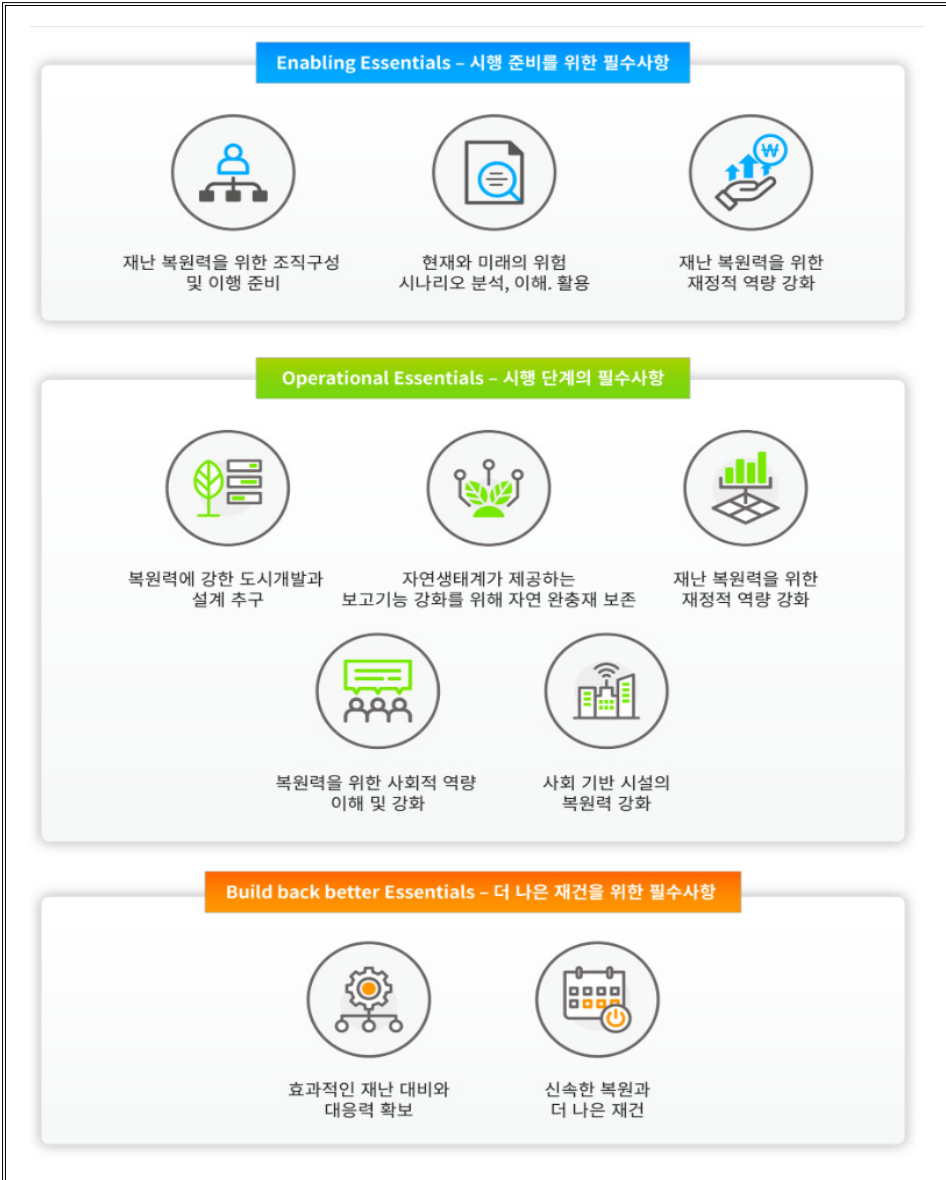 Enabling Essentials – 시행 준비를 위한 필수사항
재난 복원력을 위한 조직구성
및 이행 준비
현재와 미래의 위험
시나리오 분석, 이해. 활용
재난 복원력을 위한
재정적 역량 강화
Operational Essentials – 시행 단계의 필수사항
복원력에 강한 도시개발과
설계 추구
자연생태계가 제공하는
보고기능 강화를 위해 자연 완충재 보존
재난 복원력을 위한
재정적 역량 강화
복원력을 위한 사회적 역량
이해 및 강화
사회 기반 시설의
복원력 강화
Build back better Essentials – 더 나은 재건을 위한 필수사항
효과적인 재난 대비와
대응력 확보
신속한 복원과
더 나은 재건